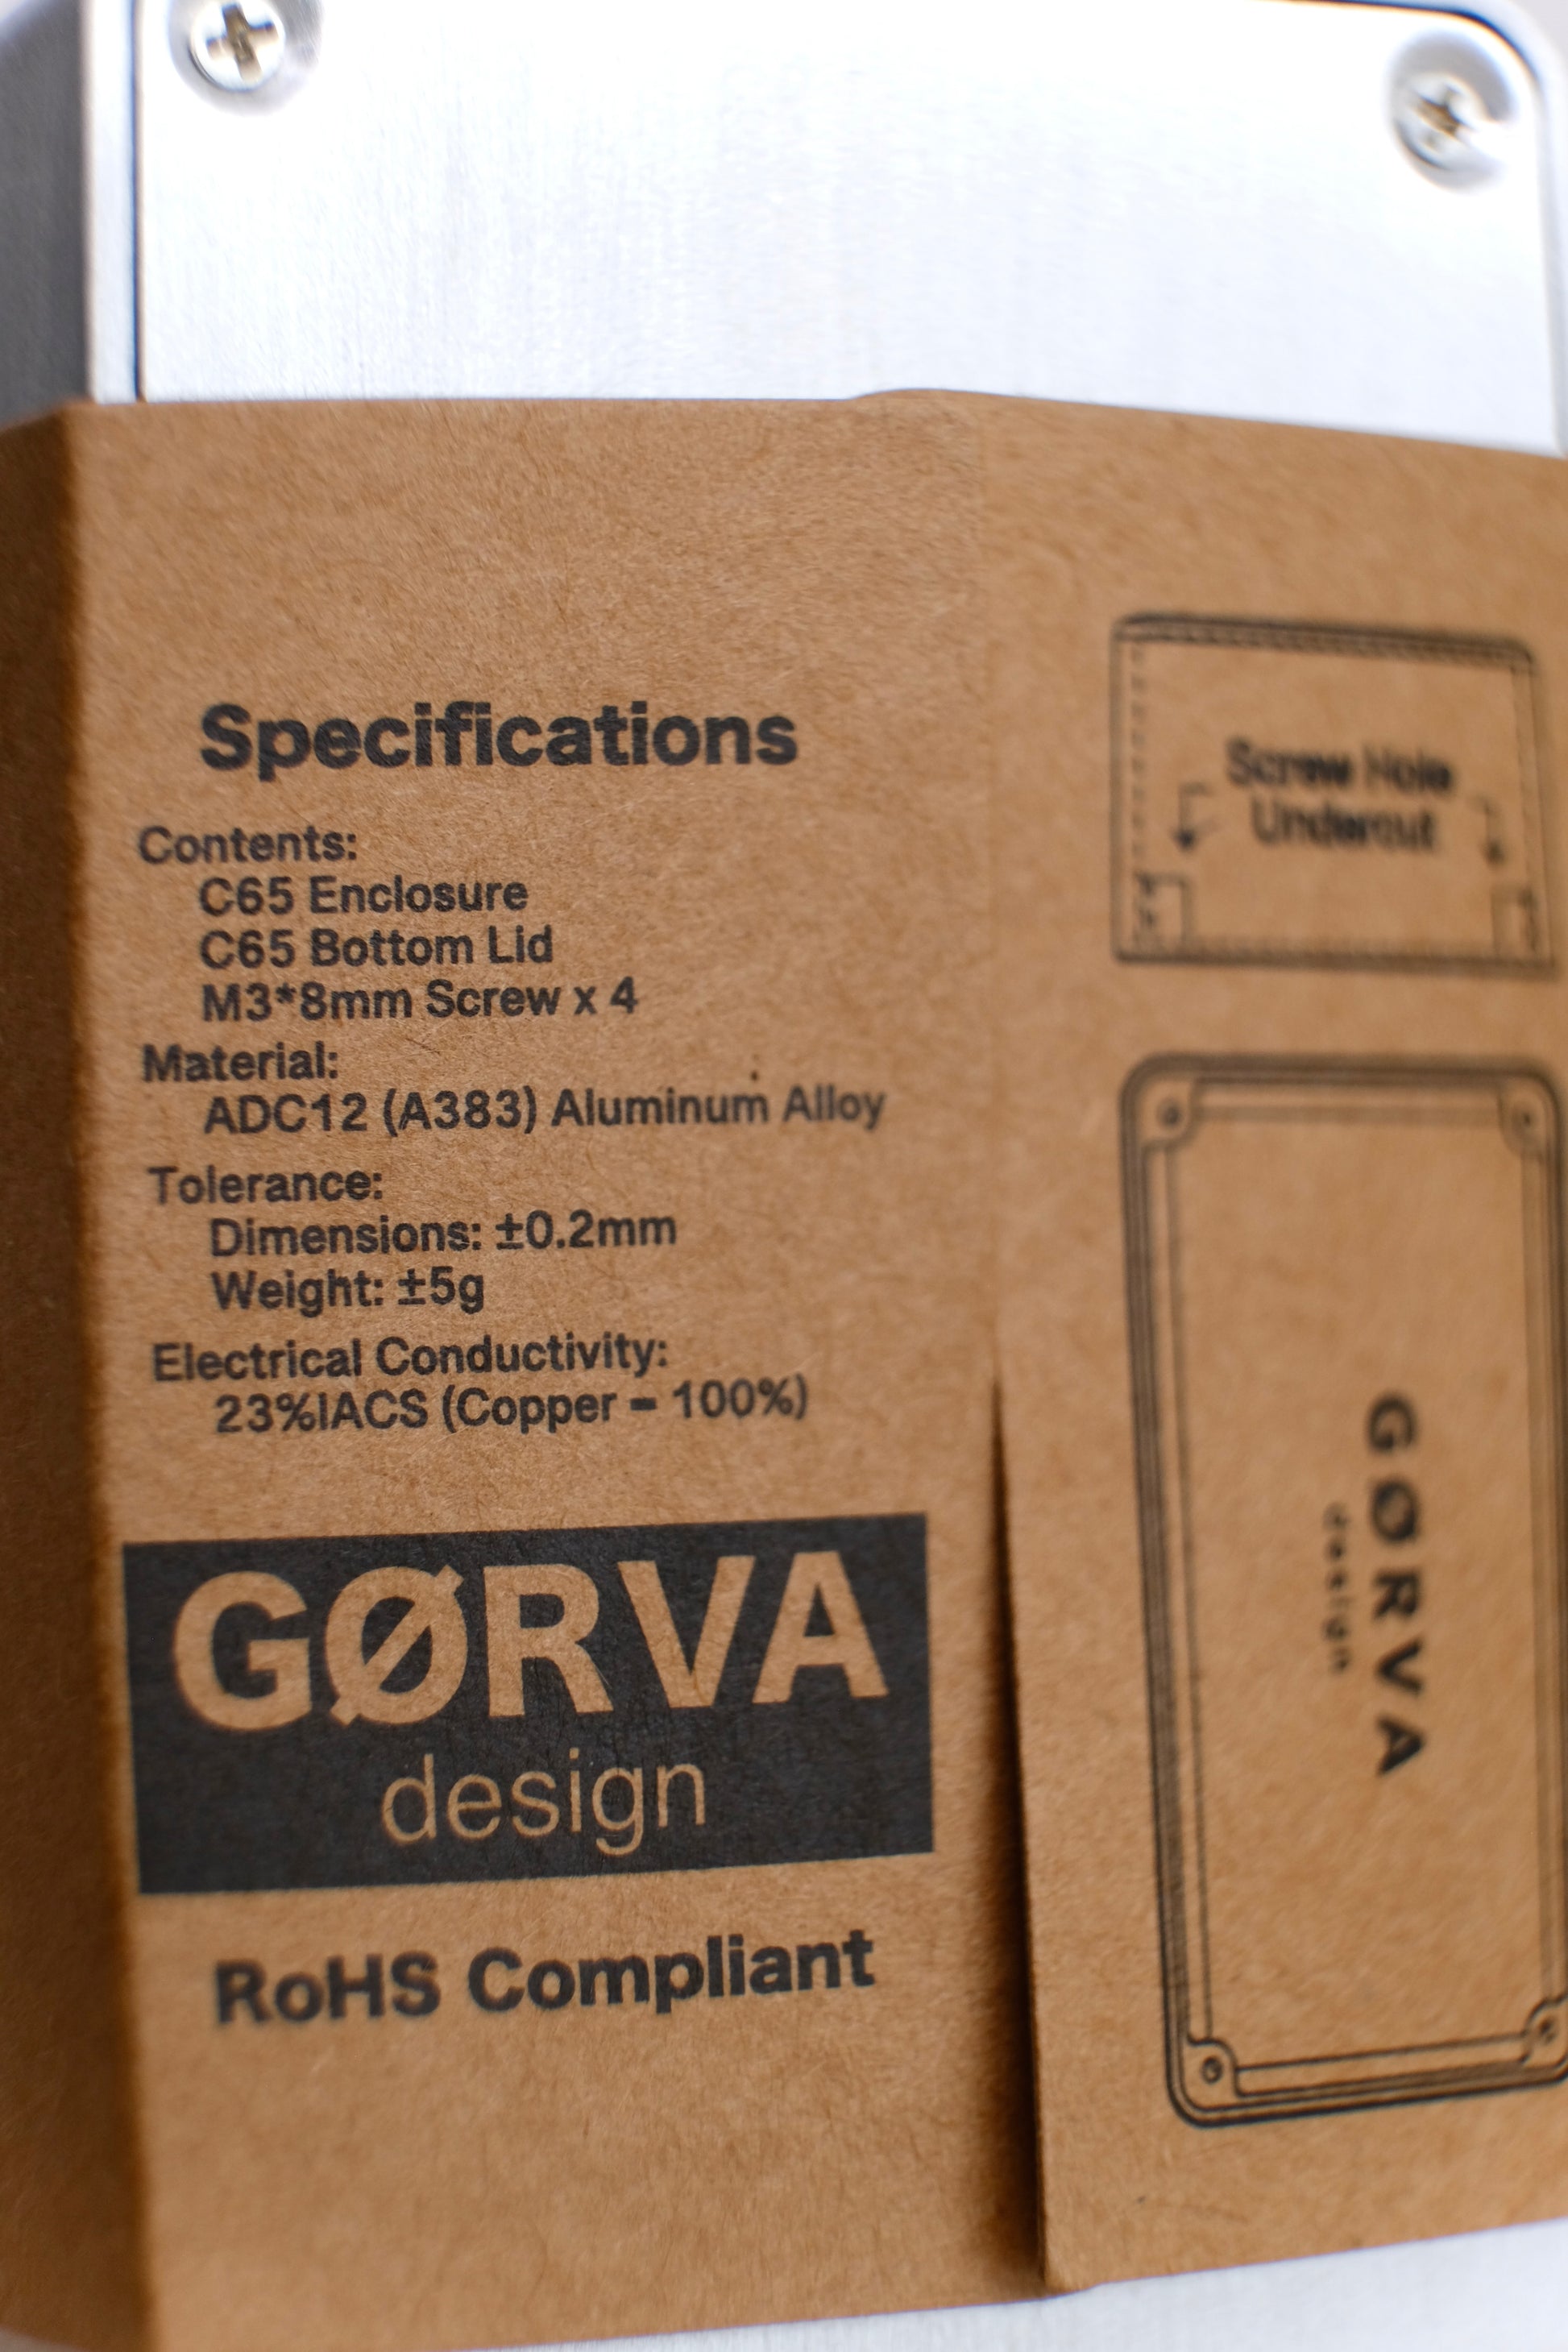 Specifications
Contents:
C65 Enclosure
C65 Bottom Lid
M3*8mm Screw x 4
Material:
ADC12 (A383) Aluminum Alloy
Tolerance:
Dimensions: ±0.2mm
Weight: ±5g
Electrical Conductivity:
23%IACS (Copper = 100%)
GØRVA
design
RoHS Compliant
Screw Hole
Undercut
GØRVA
design